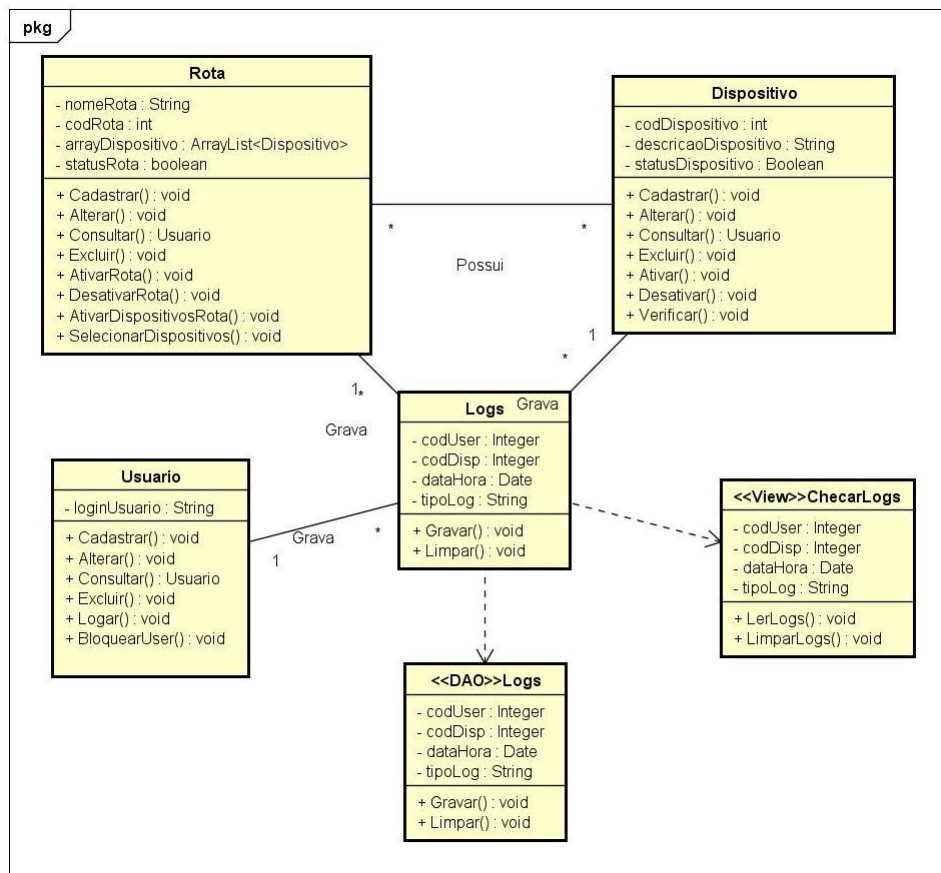 pkg
Rota
- nomeRota : String
- codRota : int
- arrayDispositivo : ArrayList<Dispositivo>
- statusRota : boolean
+ Cadastrar() : void
+ Alterar() : void
+ Consultar() : Usuario
+ Excluir() : void
+ AtivarRota() : void
+ DesativarRota() : void
+ AtivarDispositivosRota() : void
+ SelecionarDispositivos() : void
Dispositivo
- codDispositivo : int
- descricaoDispositivo : String
- statusDispositivo : Boolean
+ Cadastrar() : void
+ Alterar() : void
+ Consultar() : Usuario
+ Excluir() : void
+ Ativar() : void
+ Desativar() : void
+ Verificar() : void
*
*
Possui
1
*
1
*
Grava
Grava
Logs
- codUser : Integer
- codDisp : Integer
- dataHora : Date
- tipoLog : String
+ Gravar() : void
+ Limpar() : void
Usuario
- loginUsuario : String
+ Cadastrar() : void
+ Alterar() : void
+ Consultar() : Usuario
+ Excluir() : void
+ Logar() : void
+ BloquearUser() : void
Grava
1
*
<<View>>ChecarLogs
- codUser : Integer
- codDisp : Integer
- dataHora : Date
- tipoLog : String
+ LerLogs() : void
+ LimparLogs() : void
<<DAO>>Logs
- codUser : Integer
- codDisp : Integer
- dataHora : Date
- tipoLog : String
+ Gravar() : void
+ Limpar() : void